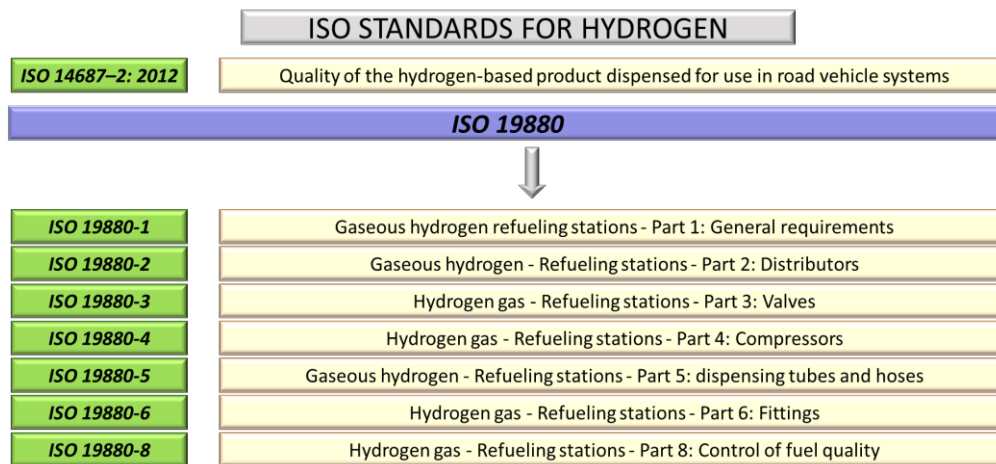 ISO STANDARDS FOR HYDROGEN
ISO 14687–2: 2012 Quality of the hydrogen-based product dispensed for use in road vehicle systems
ISO 19880
ISO 19880-1 Gaseous hydrogen refueling stations - Part 1: General requirements
ISO 19880-2 Gaseous hydrogen - Refueling stations - Part 2: Distributors
ISO 19880-3 Hydrogen gas - Refueling stations - Part 3: Valves
ISO 19880-4 Hydrogen gas - Refueling stations - Part 4: Compressors
ISO 19880-5 Gaseous hydrogen - Refueling stations - Part 5: dispensing tubes and hoses
ISO 19880-6 Hydrogen gas - Refueling stations - Part 6: Fittings
ISO 19880-8 Hydrogen gas - Refueling stations - Part 8: Control of fuel quality